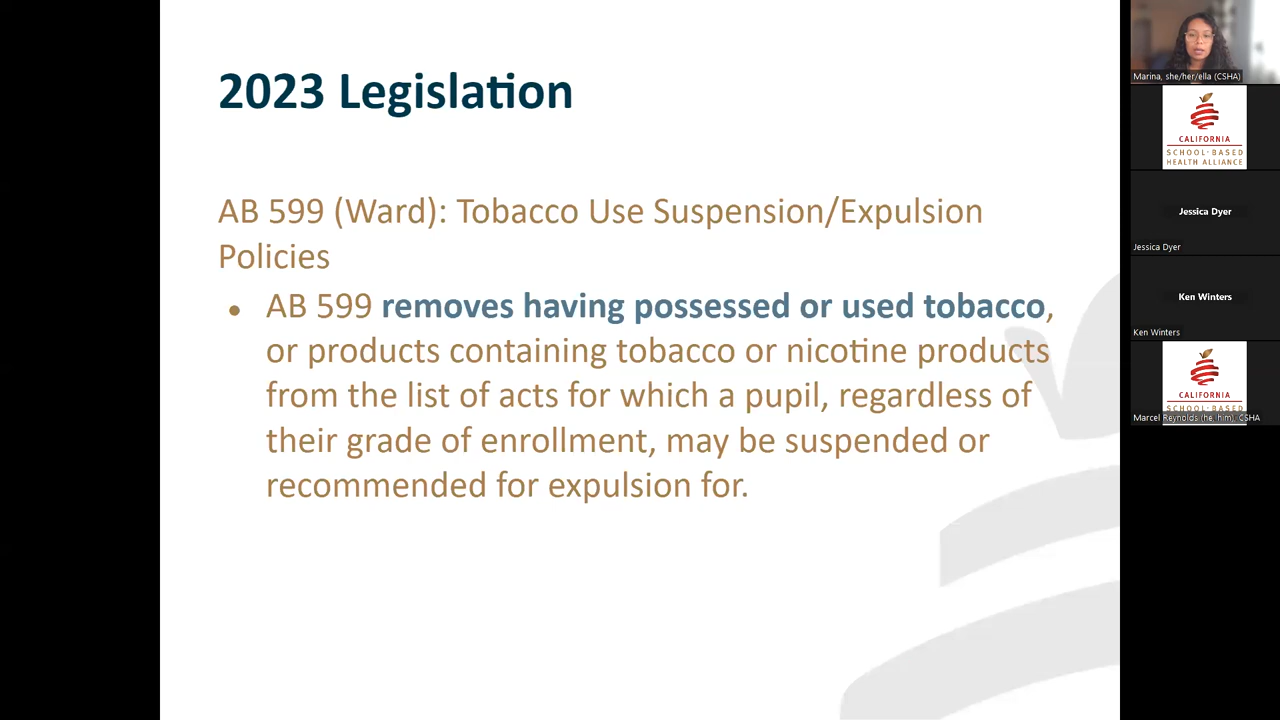 2023 Legislation
AB 599 (Ward): Tobacco Use Suspension/Expulsion
Policies
• AB 599 removes having possessed or used tobacco,
or products containing tobacco or nicotine products
from the list of acts for which a pupil, regardless of
their grade of enrollment, may be suspended or
recommended for expulsion for.
Marina, she/her/ella (CSHA)
CALIFORNIA
SCHOOL-BASED
HEALTH ALLIANCE
Jessica Dyer
Jessica Dyer
Ken Winters
Ken Winters
CALIFORNIA
SCHOOL-BASED
Marcel Reynolds (he, him), CSHA